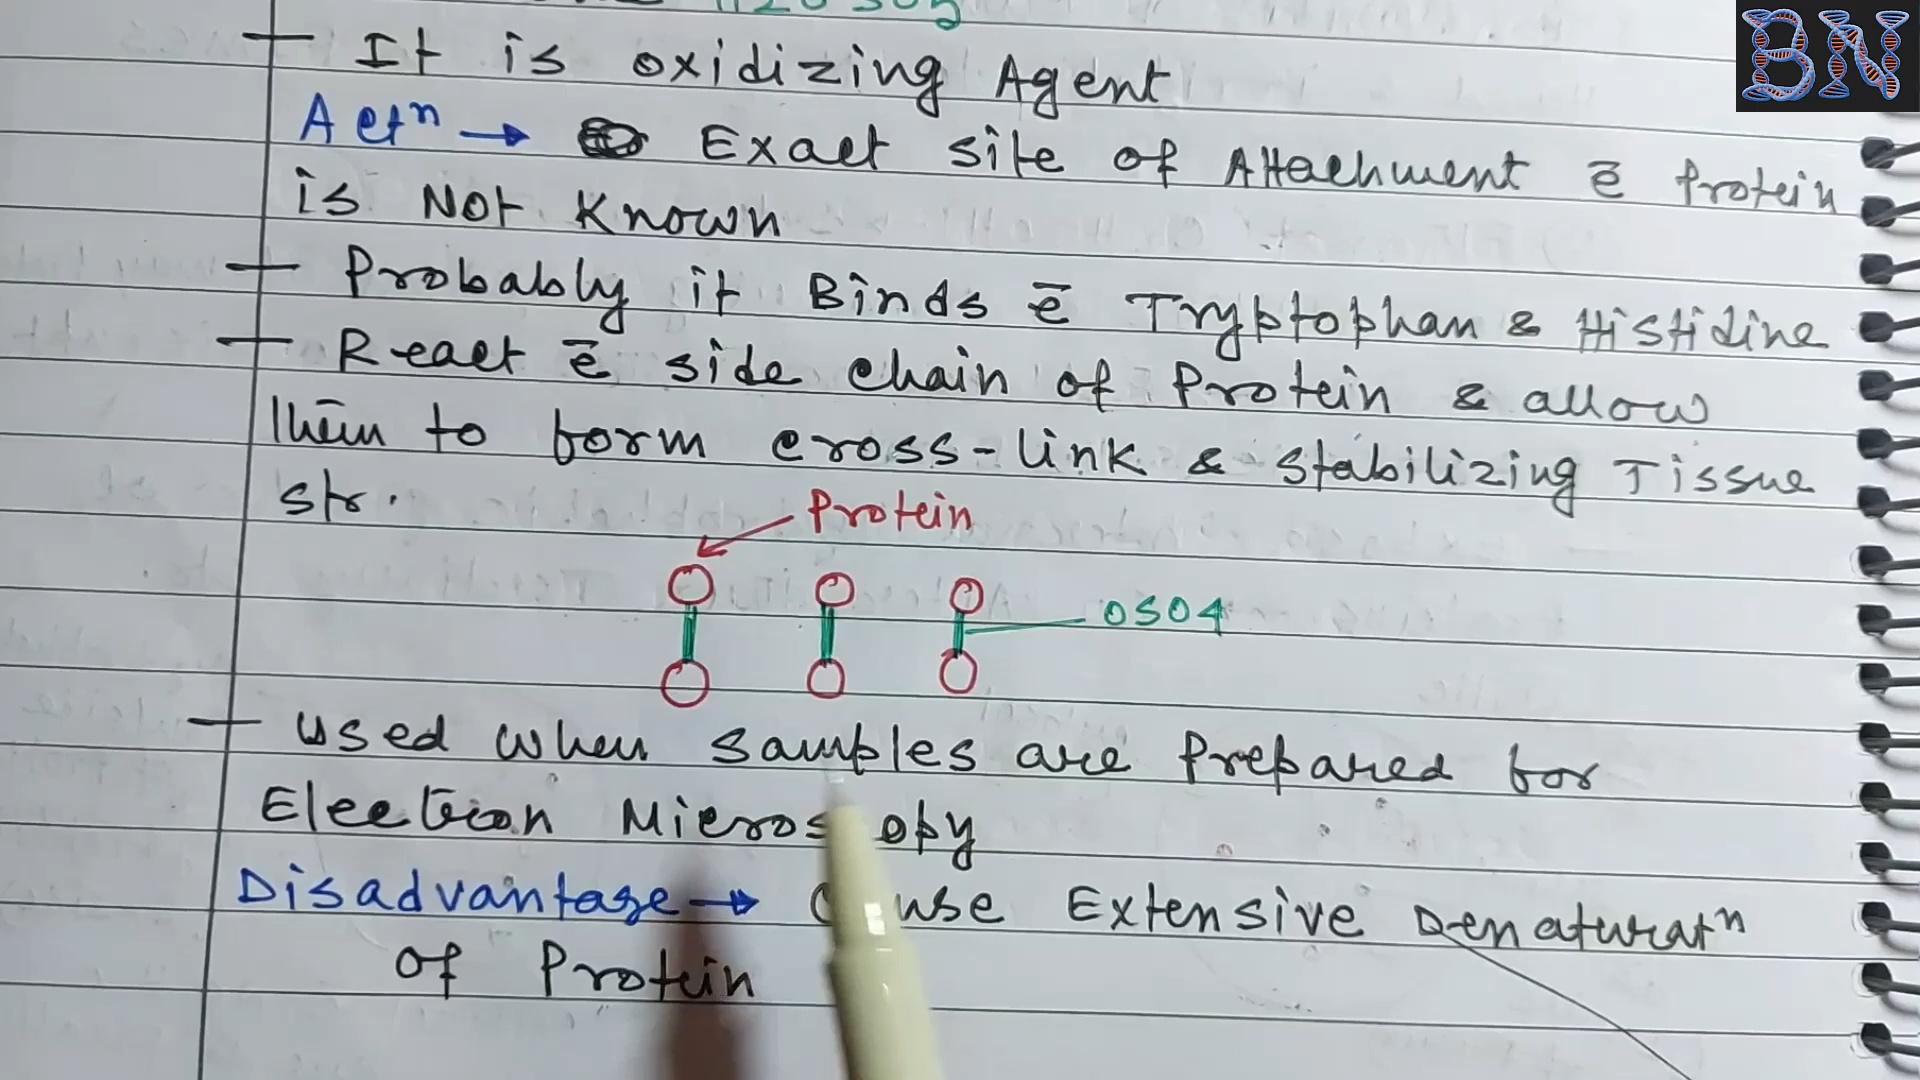 — It is oxidizing Agent
Actⁿ → Exact site of Attachment c̄ Protein
is Not Known
— Probably it Binds c̄ Tryptophan & Histidine
— React c̄ side chain of Protein & allow
them to form cross-link & stabilizing Tissue
str.
Protein
OSO4
— Used when samples are Prepared for
Electron Microscopy
Disadvantage → Cause Extensive Denaturatⁿ
of Protein
BN